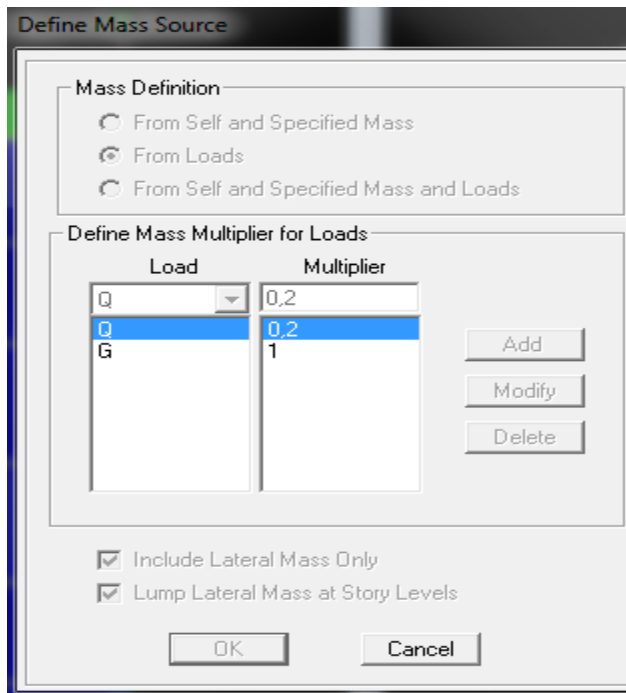 Define Mass Source
Mass Definition
From Self and Specified Mass
From Loads
From Self and Specified Mass and Loads
Define Mass Multiplier for Loads
Load Multiplier
Q 0,2
Q 0,2
G 1
Add
Modify
Delete
Include Lateral Mass Only
Lump Lateral Mass at Story Levels
OK Cancel